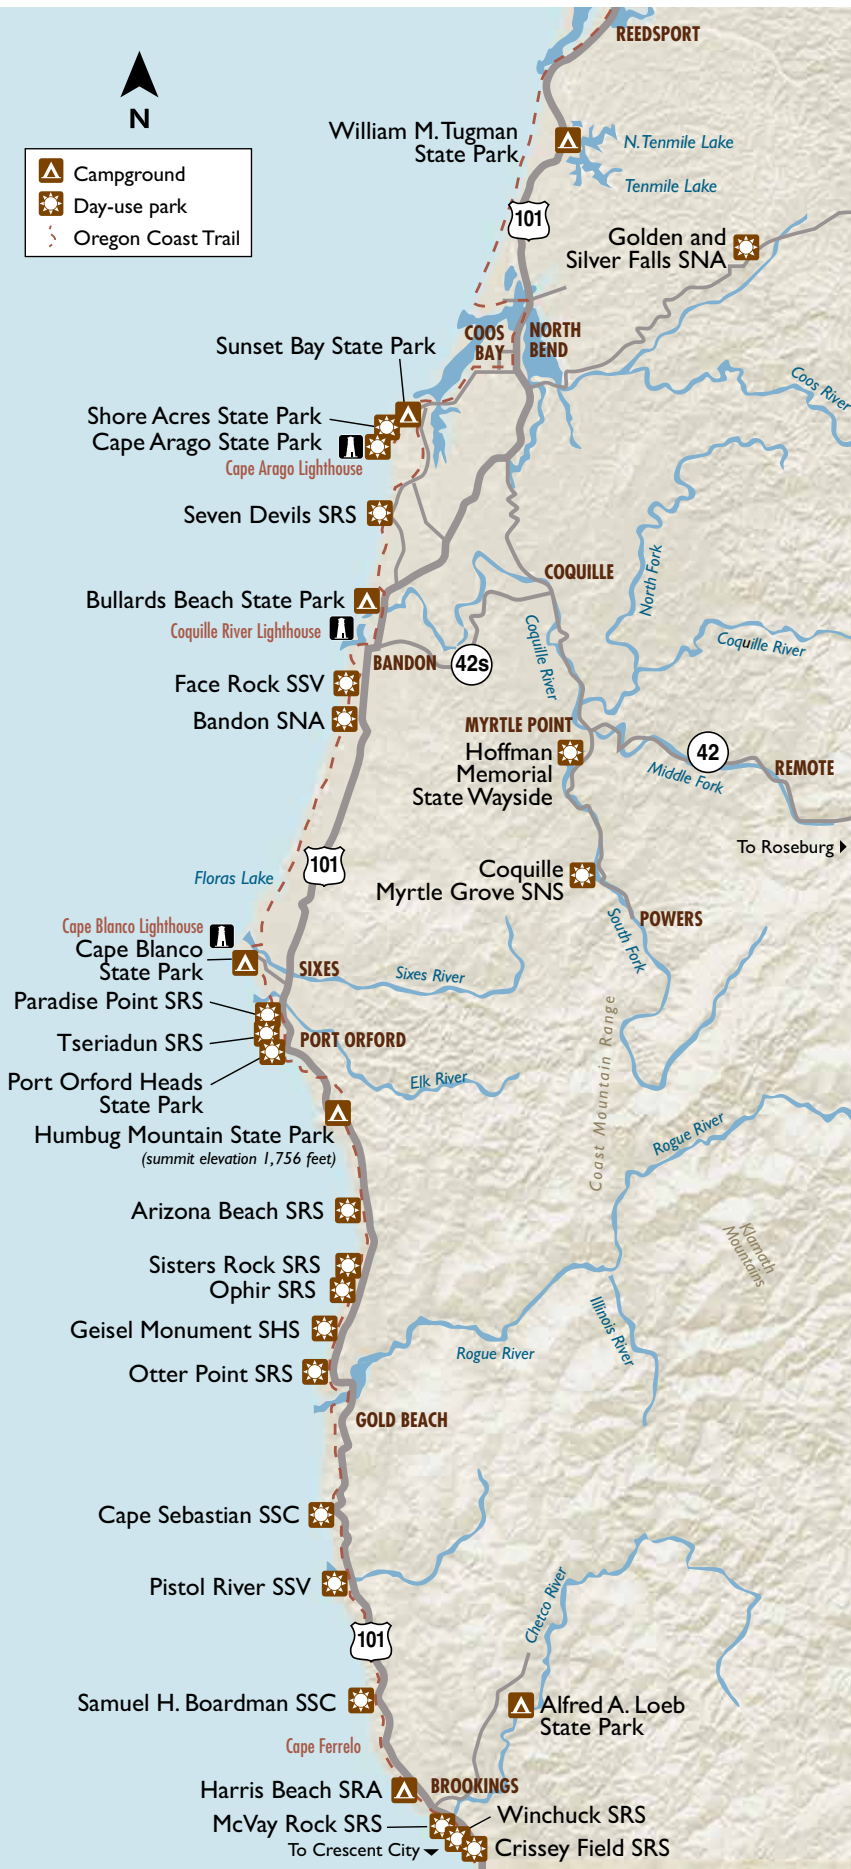 REEDSPORT
N
William M. Tugman
State Park
N. Tenmile Lake
Tenmile Lake
Campground
Day-use park
Oregon Coast Trail
101
Golden and
Silver Falls SNA
COOS
BAY
NORTH
BEND
Sunset Bay State Park
Coos River
Shore Acres State Park
Cape Arago State Park
Cape Arago Lighthouse
Seven Devils SRS
North Fork
COQUILLE
Bullards Beach State Park
Coquille River Lighthouse
Coquille River
Coquille River
BANDON
42s
Face Rock SSV
Bandon SNA
MYRTLE POINT
Hoffman
Memorial
State Wayside
42
Middle Fork
REMOTE
To Roseburg
101
Floras Lake
Coquille
Myrtle Grove SNS
POWERS
South Fork
Cape Blanco Lighthouse
Cape Blanco
State Park
SIXES
Sixes River
Paradise Point SRS
Tseriadun SRS
PORT ORFORD
Port Orford Heads
State Park
Elk River
Coast Mountain Range
Humbug Mountain State Park
(summit elevation 1,756 feet)
Rogue River
Arizona Beach SRS
Klamath
Mountains
Sisters Rock SRS
Ophir SRS
Geisel Monument SHS
Illinois River
Rogue River
Otter Point SRS
GOLD BEACH
Cape Sebastian SSC
Pistol River SSV
Chetco River
101
Samuel H. Boardman SSC
Alfred A. Loeb
State Park
Cape Ferrelo
Harris Beach SRA
BROOKINGS
McVay Rock SRS
Winchuck SRS
To Crescent City
Crissey Field SRS